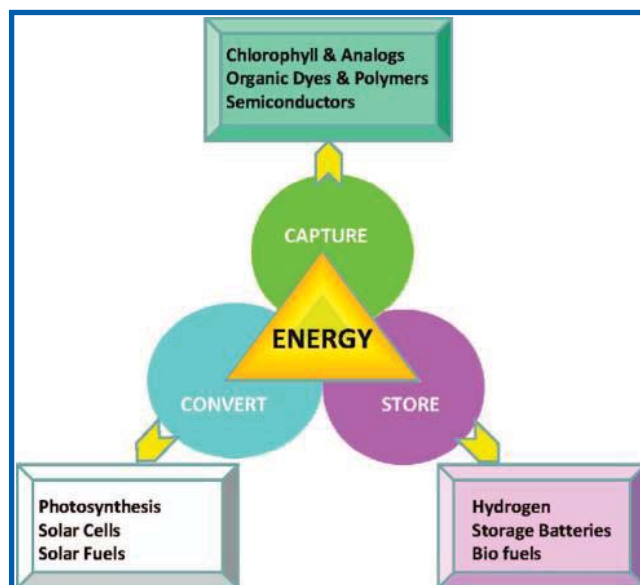 Chlorophyll & Analogs
Organic Dyes & Polymers
Semiconductors
CAPTURE
ENERGY
CONVERT
STORE
Photosynthesis
Solar Cells
Solar Fuels
Hydrogen
Storage Batteries
Bio fuels